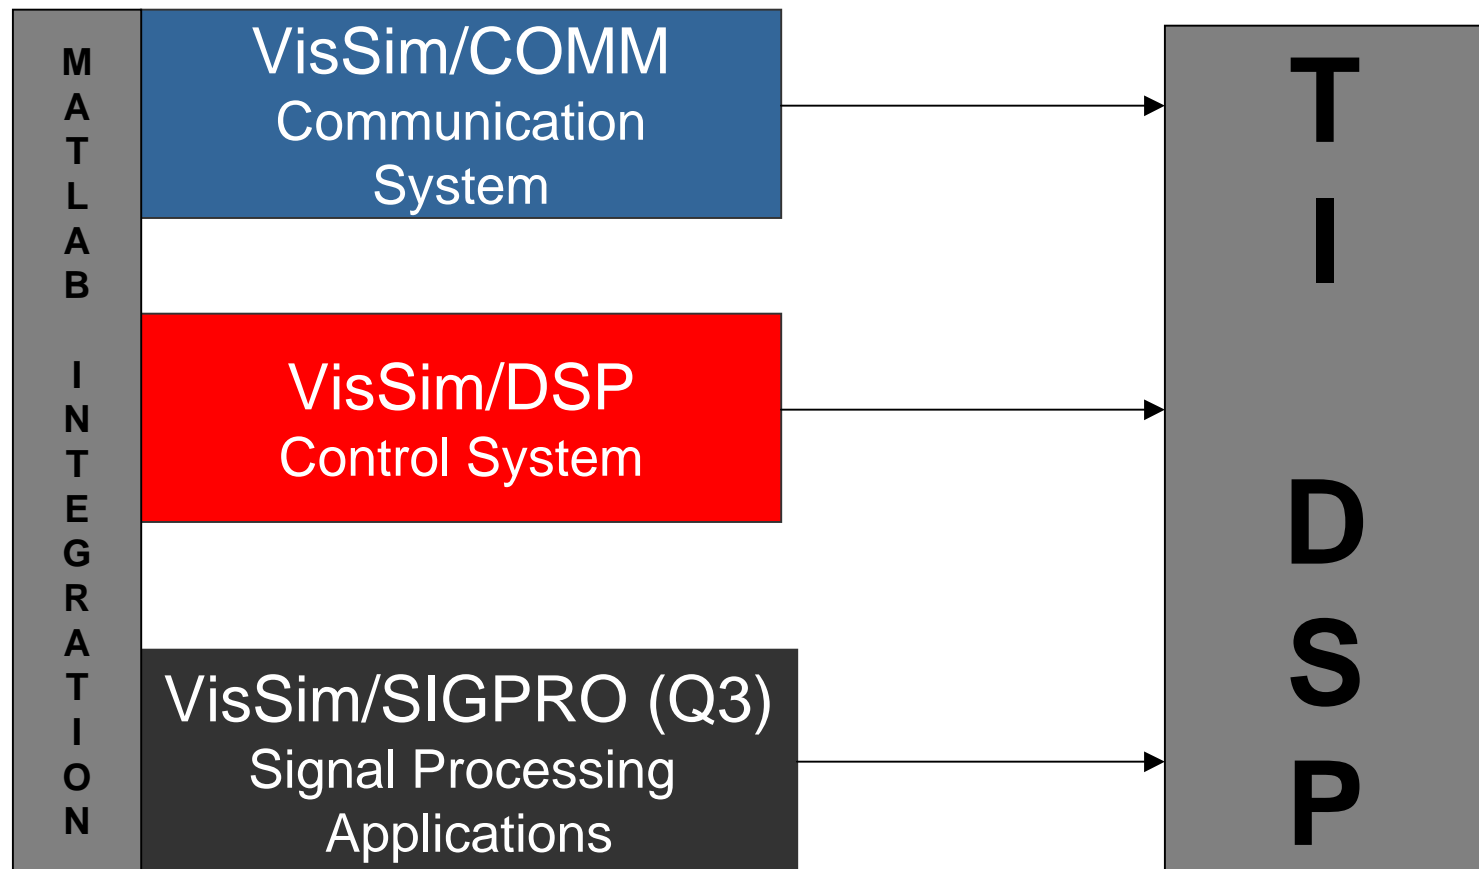 MATLAB INTEGRATION
VisSim/COMM
Communication
System
VisSim/DSP
Control System
VisSim/SIGPRO (Q3)
Signal Processing
Applications
TI DSP